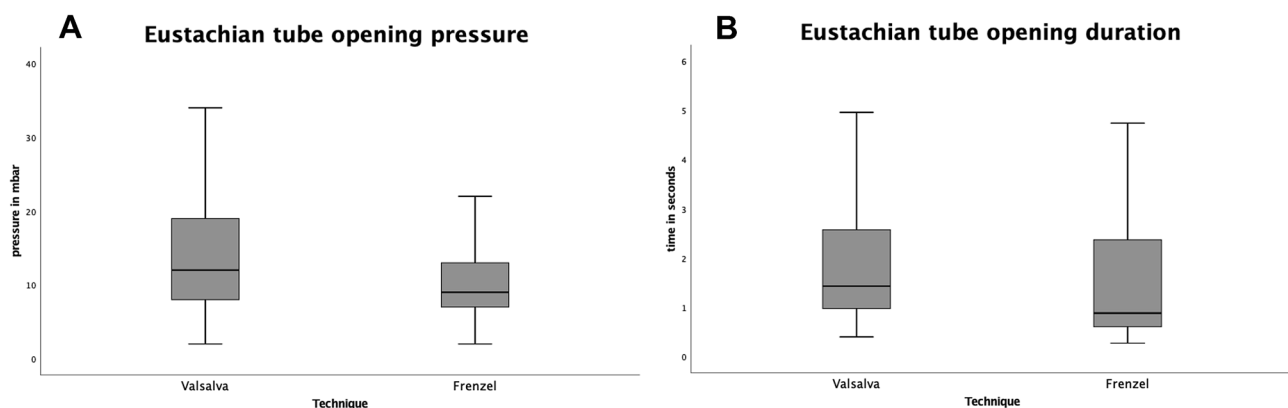 A
Eustachian tube opening pressure
40
30
20
10
0
pressure in mbar
Valsalva
Frenzel
Technique
B
Eustachian tube opening duration
6
5
4
3
2
1
0
time in seconds
Valsalva
Frenzel
Technique